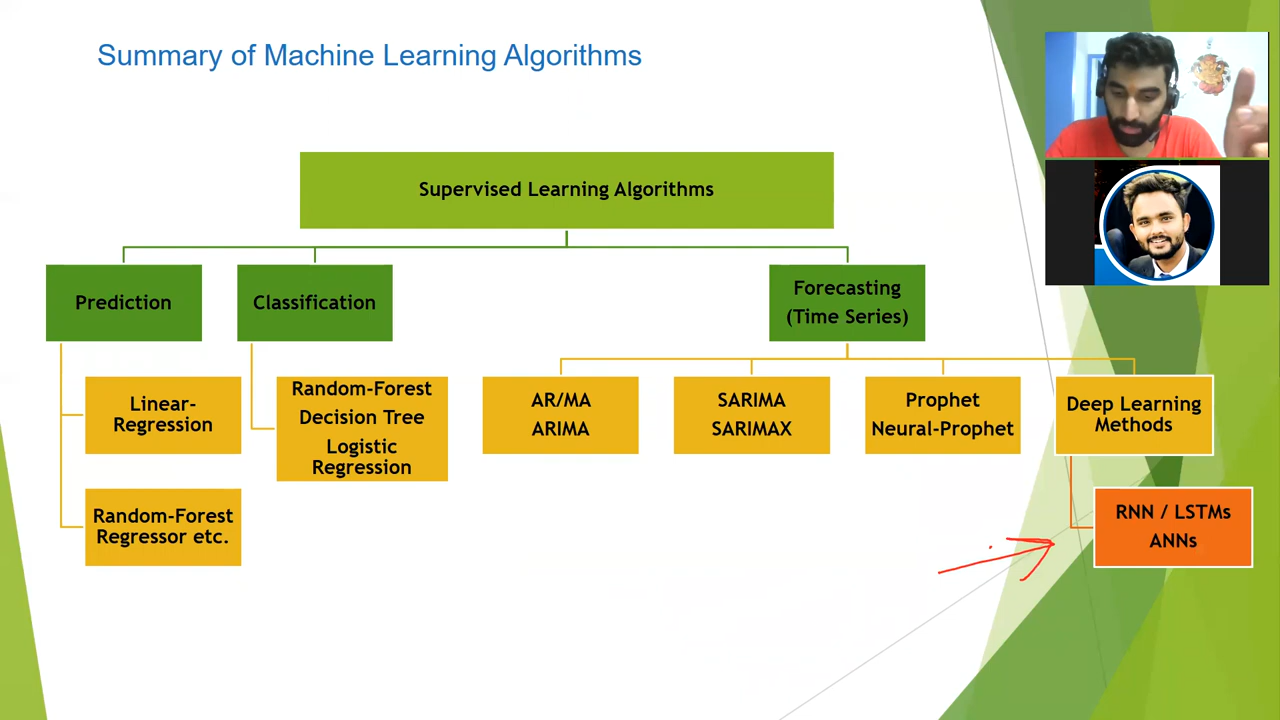 Summary of Machine Learning Algorithms
Supervised Learning Algorithms
Prediction
Classification
Forecasting
(Time Series)
Linear-
Regression
Random-Forest
Decision Tree
Logistic
Regression
AR/MA
ARIMA
SARIMA
SARIMAX
Prophet
Neural-Prophet
Deep Learning
Methods
Random-Forest
Regressor etc.
RNN / LSTMs
ANNs